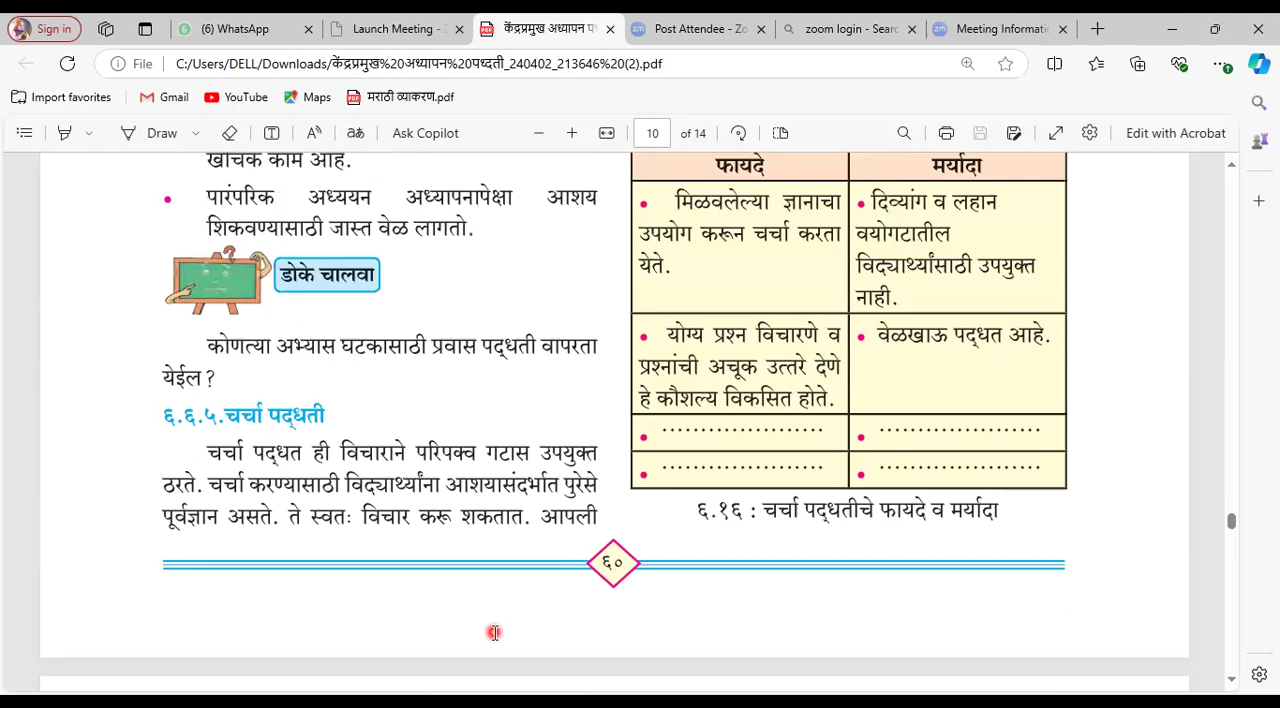 Sign in
(6) WhatsApp
Launch Meeting - Z
केंद्रप्रमुख अध्यापन पध
Post Attendee - Zo
zoom login - Searc
Meeting Informati
File
C:/Users/DELL/Downloads/केंद्रप्रमुख%20अध्यापन%20पध्दती_240402_213646%20(2).pdf
Import favorites
Gmail
YouTube
Maps
मराठी व्याकरण.pdf
Draw
Ask Copilot
10 of 14
Edit with Acrobat
खर्चिक काम आहे.
• पारंपरिक अध्ययन अध्यापनापेक्षा आशय
शिकवण्यासाठी जास्त वेळ लागतो.
डोके चालवा
कोणत्या अभ्यास घटकासाठी प्रवास पद्धती वापरता
येईल ?
६.६.५.चर्चा पद्धती
चर्चा पद्धत ही विचाराने परिपक्व गटास उपयुक्त
ठरते. चर्चा करण्यासाठी विद्यार्थ्यांना आशयासंदर्भात पुरेसे
पूर्वज्ञान असते. ते स्वतः विचार करू शकतात. आपली
फायदे
मर्यादा
• मिळवलेल्या ज्ञानाचा
उपयोग करून चर्चा करता
येते.
• दिव्यांग व लहान
वयोगटातील
विद्यार्थ्यांसाठी उपयुक्त
नाही.
• योग्य प्रश्न विचारणे व
प्रश्नांची अचूक उत्तरे देणे
हे कौशल्य विकसित होते.
• वेळखाऊ पद्धत आहे.
• .....................
• .....................
• .....................
• .....................
६.१६ : चर्चा पद्धतीचे फायदे व मर्यादा
६०